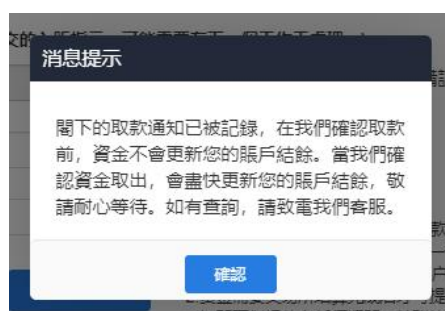 消息提示
閣下的取款通知已被記錄，在我們確認取款
前，資金不會更新您的賬戶結餘。當我們確
認資金取出，會盡快更新您的賬戶結餘，敬
請耐心等待。如有查詢，請致電我們客服。
確認